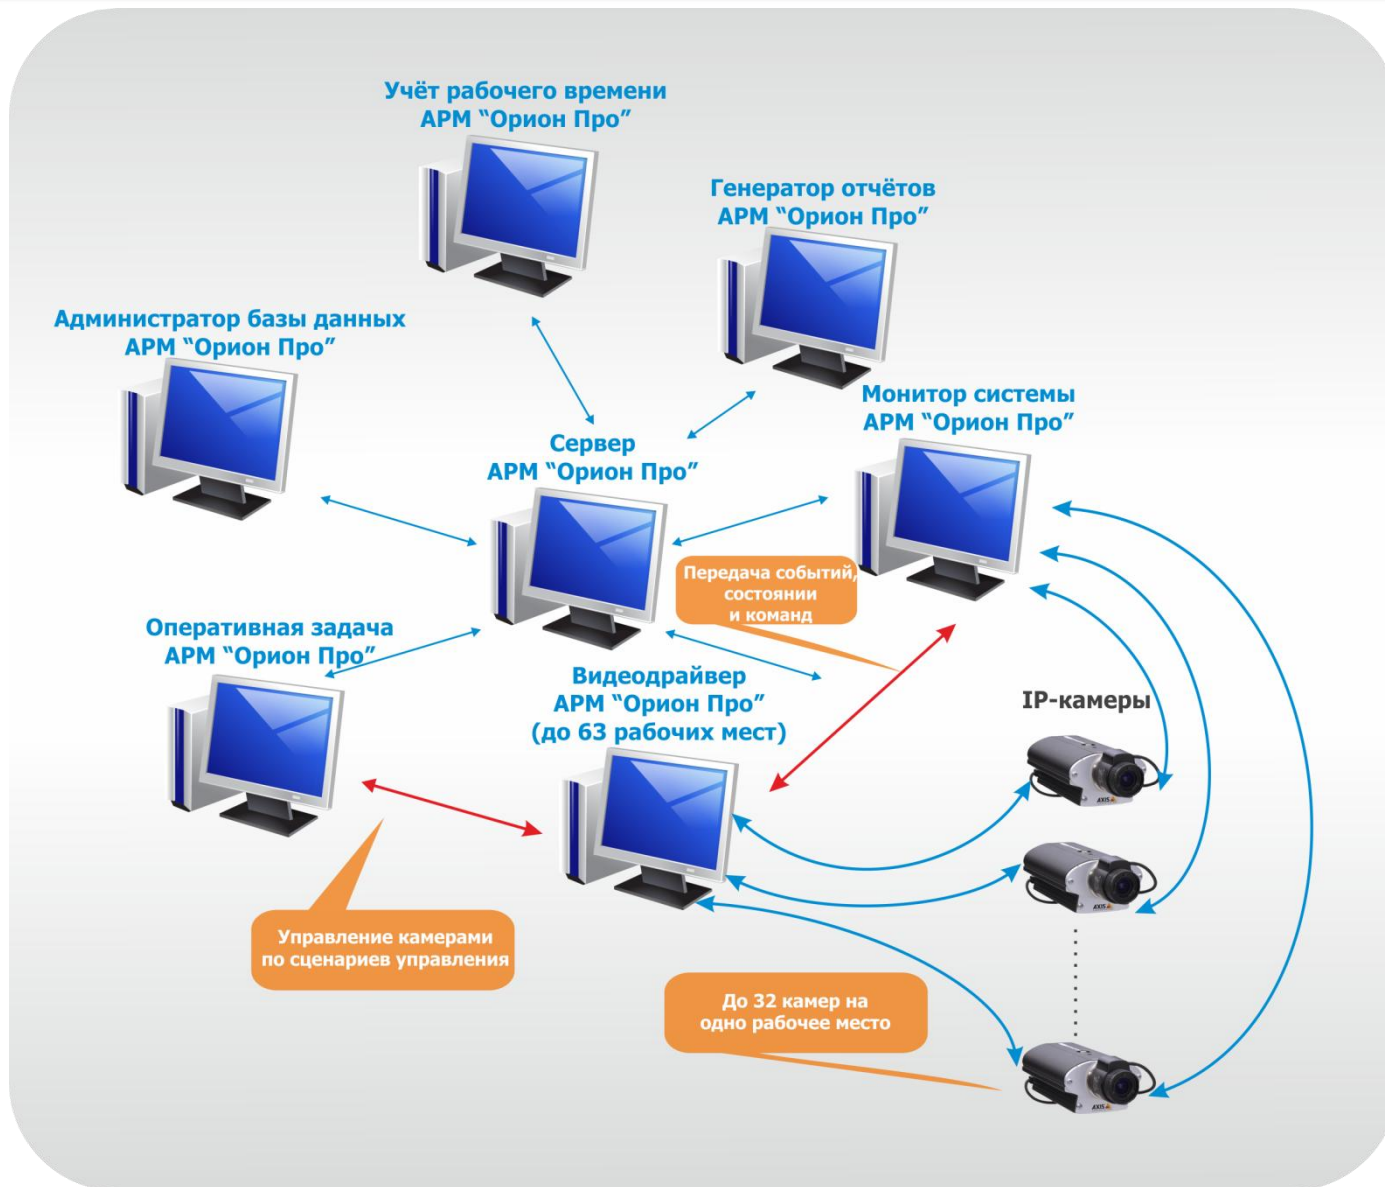 Учёт рабочего времени
АРМ “Орион Про”
Генератор отчётов
АРМ “Орион Про”
Администратор базы данных
АРМ “Орион Про”
Монитор системы
АРМ “Орион Про”
Сервер
АРМ “Орион Про”
Передача событий,
состоянии
и команд
Оперативная задача
АРМ “Орион Про”
Видеодрайвер
АРМ “Орион Про”
(до 63 рабочих мест)
IP-камеры
AXIS
AXIS
Управление камерами
по сценариев управления
До 32 камер на
одно рабочее место
AXIS